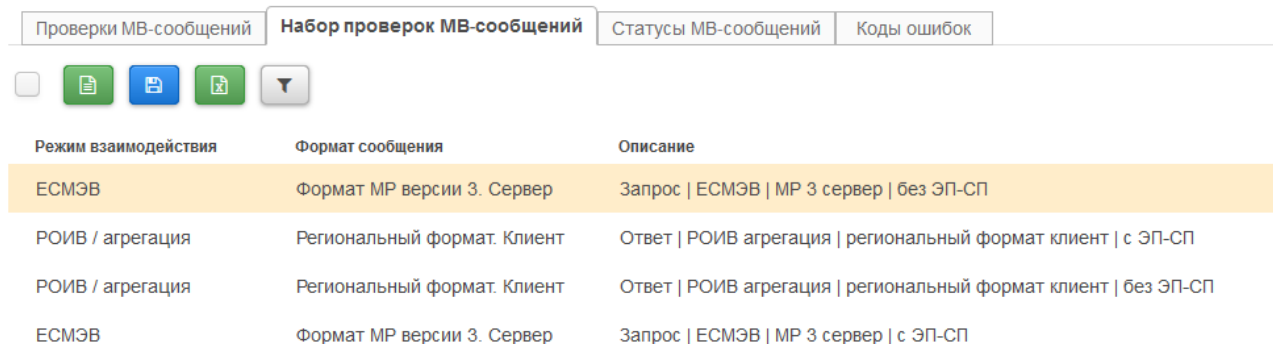 Проверки МВ-сообщений Набор проверок МВ-сообщений Статусы МВ-сообщений Коды ошибок
Режим взаимодействия Формат сообщения Описание
ЕСМЭВ Формат МР версии 3. Сервер Запрос | ЕСМЭВ | МР 3 сервер | без ЭП-СП
РОИВ / агрегация Региональный формат. Клиент Ответ | РОИВ агрегация | региональный формат клиент | с ЭП-СП
РОИВ / агрегация Региональный формат. Клиент Ответ | РОИВ агрегация | региональный формат клиент | без ЭП-СП
ЕСМЭВ Формат МР версии 3. Сервер Запрос | ЕСМЭВ | МР 3 сервер | с ЭП-СП